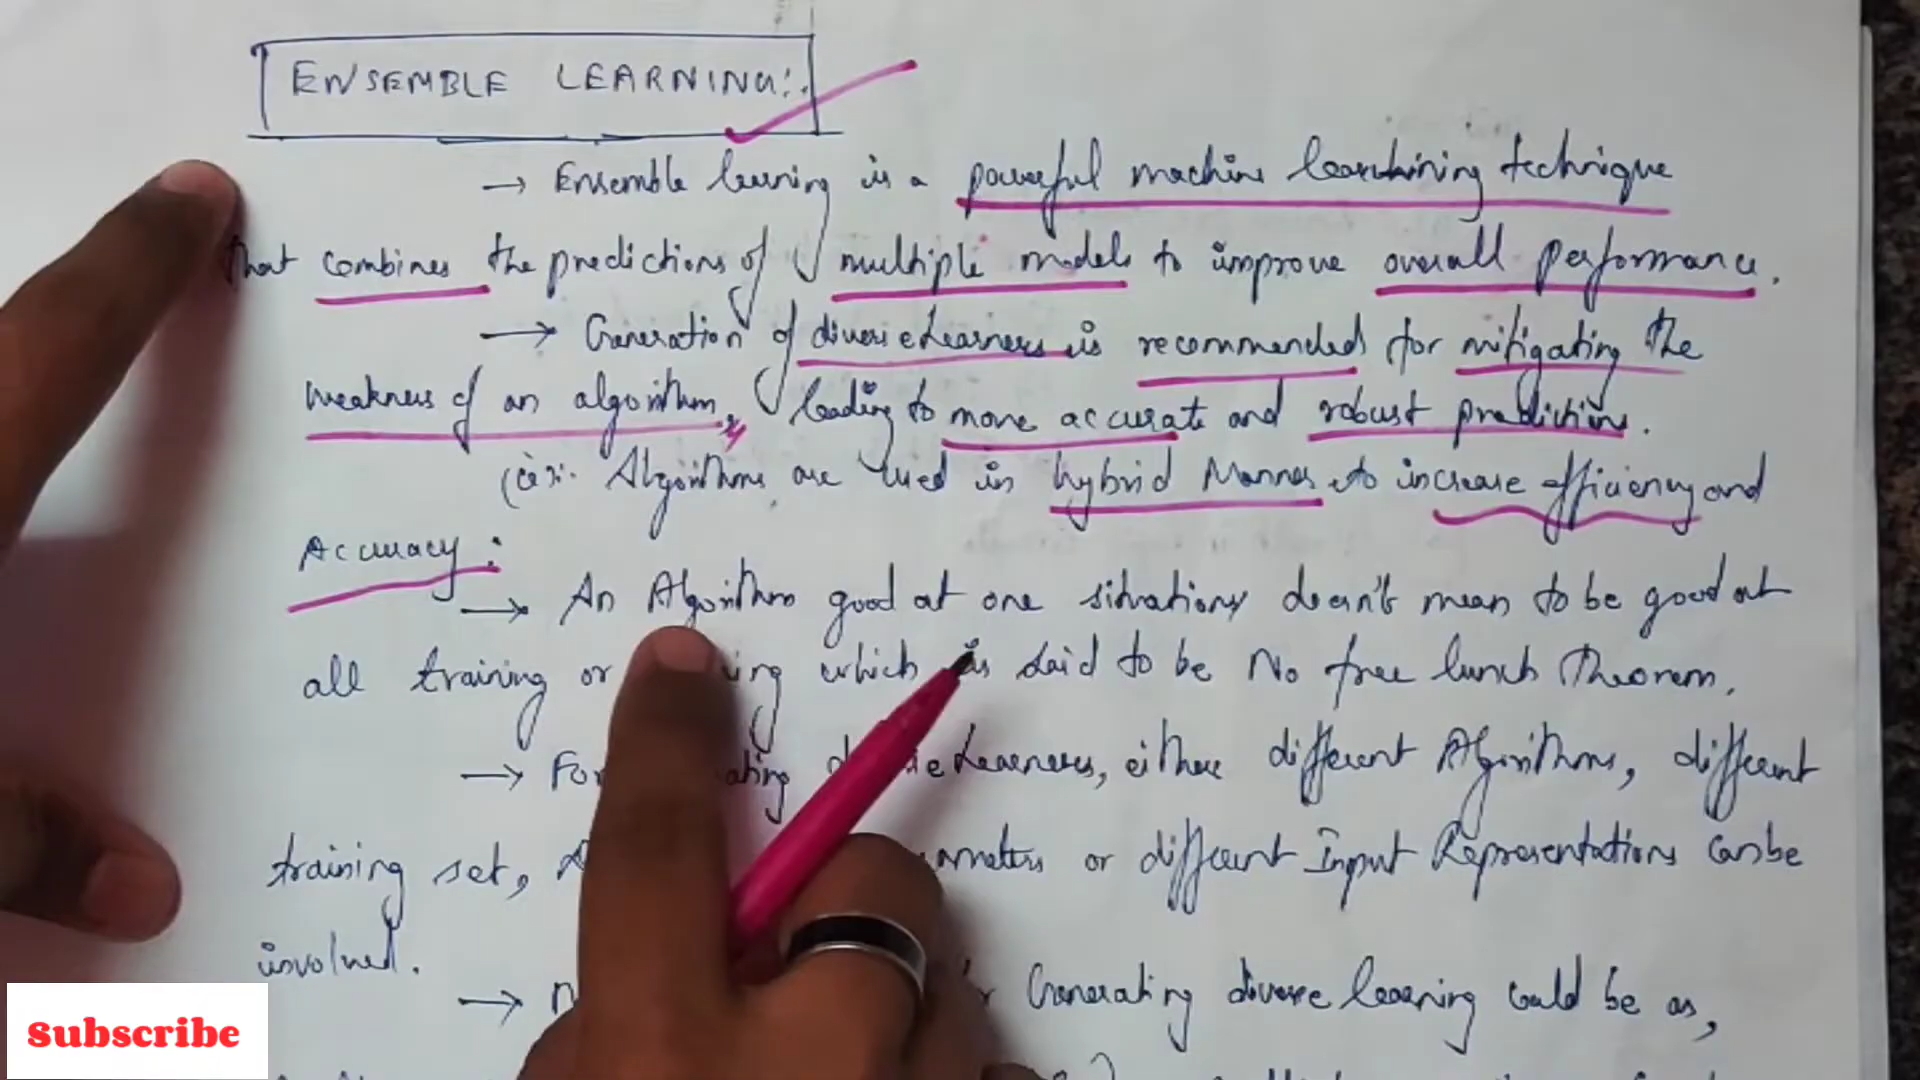 ENSEMBLE LEARNING:.
→ Ensemble learning is a powerful machine learnining technique
that combines the predictions of multiple models to improve overall performance.
→ Generation of diverse Learners is recommended for mitigating the
weakness of an algorithm, leading to more accurate and robust predictions.
(ex:. Algorithms are used in hybrid Manner to increase efficiency and
Accuracy:
→ An Algorithm good at one situations doesn't mean to be good at
all training or which is said to be No free lunch Theorem.
→ For Learners, either different Algorithms, different
training set, or different Input Representations can be
involved.
→ Generating diverse learning could be as,
Subscribe